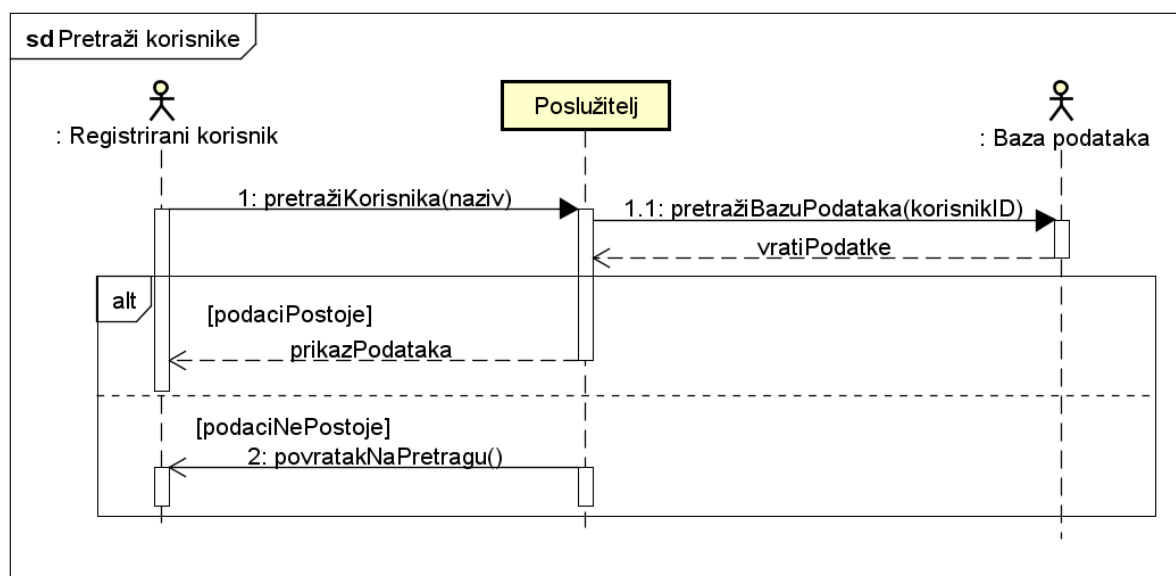 sd Pretraži korisnike
: Registrirani korisnik
Poslužitelj
: Baza podataka
1: pretražiKorisnika(naziv)
1.1: pretražiBazuPodataka(korisnikID)
vratiPodatke
alt
[podaciPostoje]
prikazPodataka
[podaciNePostoje]
2: povratakNaPretragu()